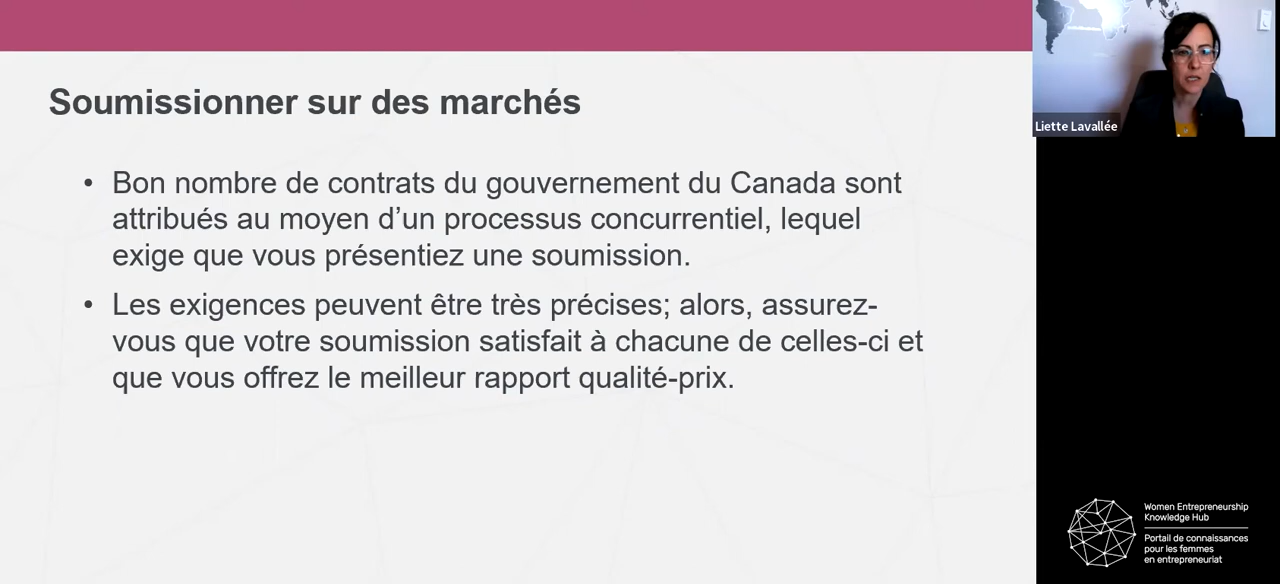 Soumissionner sur des marchés
• Bon nombre de contrats du gouvernement du Canada sont
attribués au moyen d’un processus concurrentiel, lequel
exige que vous présentiez une soumission.
• Les exigences peuvent être très précises; alors, assurez-
vous que votre soumission satisfait à chacune de celles-ci et
que vous offrez le meilleur rapport qualité-prix.
Liette Lavallée
Women Entrepreneurship
Knowledge Hub
Portail de connaissances
pour les femmes
en entrepreneuriat